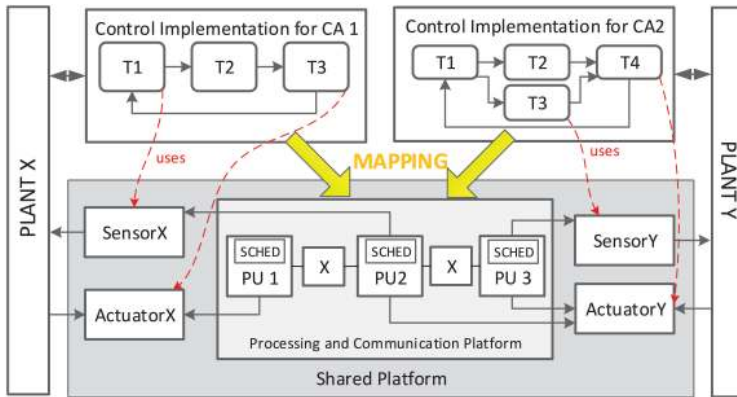 Control Implementation for CA 1
T1
T2
T3
Control Implementation for CA2
T1
T2
T4
T3
uses
MAPPING
uses
PLANT X
PLANT Y
SensorX
SCHED
PU 1
X
SCHED
PU2
X
SCHED
PU 3
SensorY
ActuatorX
ActuatorY
Processing and Communication Platform
Shared Platform